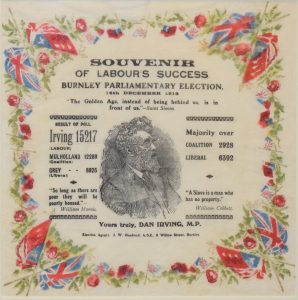 SOUVENIR
OF LABOUR'S SUCCESS
BURNLEY PARLIAMENTARY ELECTION.
14th DECEMBER 1918
"The Golden Age, instead of being behind us, is in
front of us."—Saint Simon
RESULT OF POLL
Irving 15217
(LABOUR)
MULHOLLAND 12289
(Coalition)
GREY 8825
(Liberal)
Majority over
COALITION 2928
LIBERAL 6392
"So long as there are
poor they will be
poorly housed."
William Morris.
"A Slave is a man who
has no property."
William Cobbett.
Yours truly, DAN IRVING, M.P.
Election Agent: